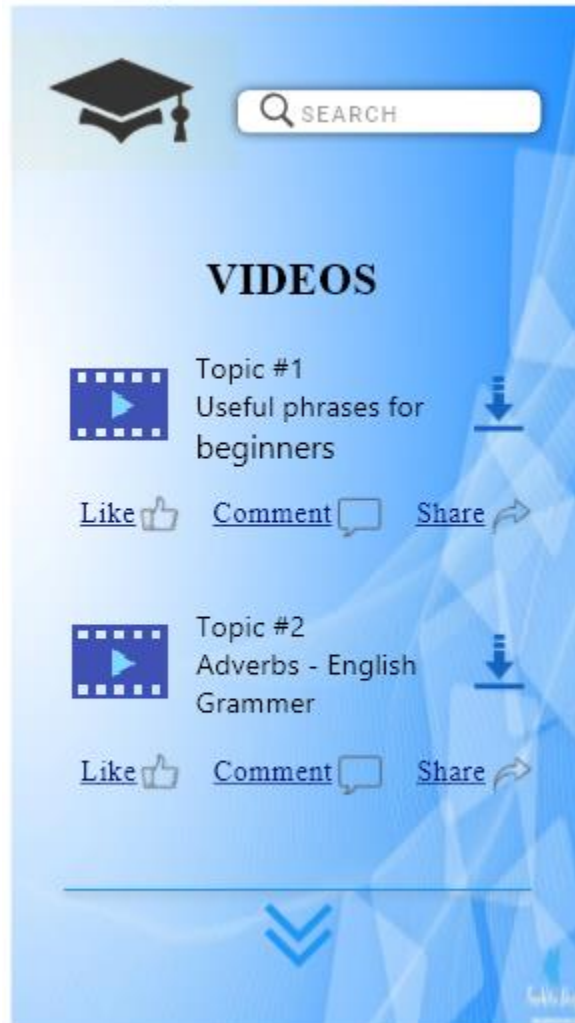 SEARCH
VIDEOS
Topic #1
Useful phrases for
beginners
Like Comment Share
Topic #2
Adverbs - English
Grammer
Like Comment Share